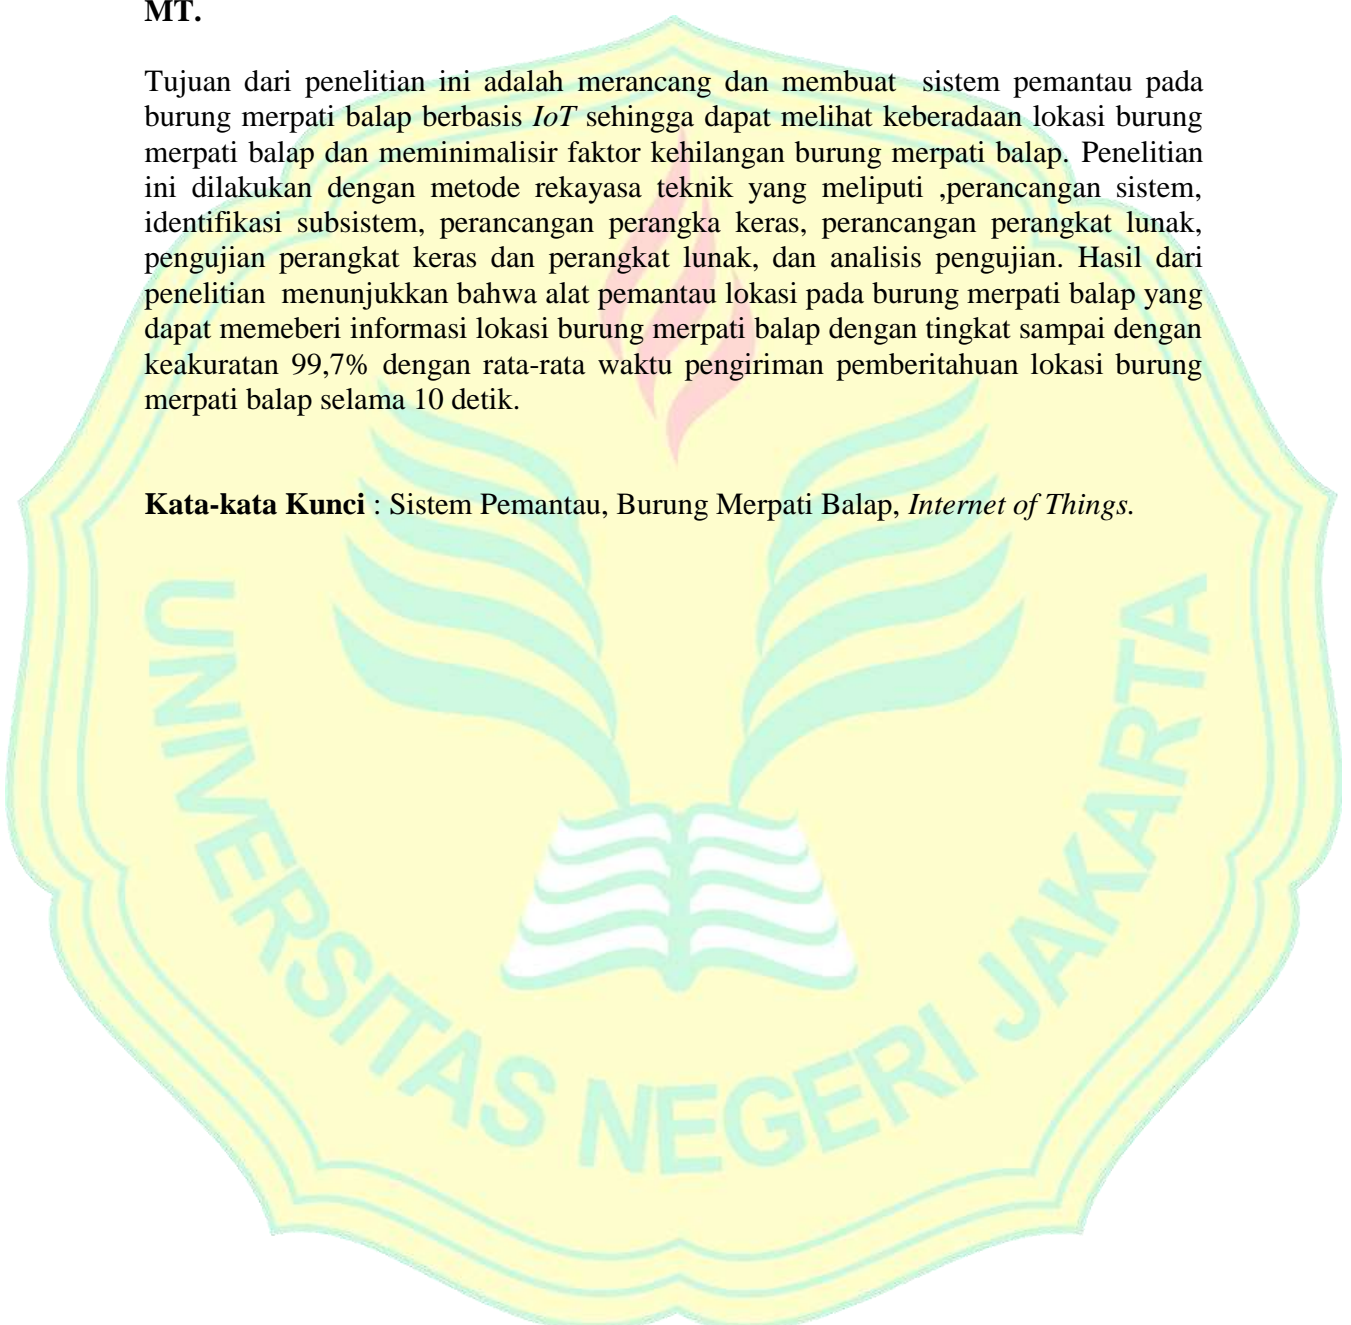 MT.
Tujuan dari penelitian ini adalah merancang dan membuat sistem pemantau pada
burung merpati balap berbasis IoT sehingga dapat melihat keberadaan lokasi burung
merpati balap dan meminimalisir faktor kehilangan burung merpati balap. Penelitian
ini dilakukan dengan metode rekayasa teknik yang meliputi ,perancangan sistem,
identifikasi subsistem, perancangan perangka keras, perancangan perangkat lunak,
pengujian perangkat keras dan perangkat lunak, dan analisis pengujian. Hasil dari
penelitian menunjukkan bahwa alat pemantau lokasi pada burung merpati balap yang
dapat memeberi informasi lokasi burung merpati balap dengan tingkat sampai dengan
keakuratan 99,7% dengan rata-rata waktu pengiriman pemberitahuan lokasi burung
merpati balap selama 10 detik.
Kata-kata Kunci : Sistem Pemantau, Burung Merpati Balap, Internet of Things.
UNIVERSITAS NEGERI JAKARTA